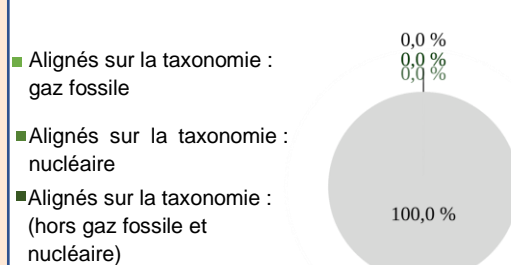 Alignés sur la taxonomie :
gaz fossile
Alignés sur la taxonomie :
nucléaire
Alignés sur la taxonomie :
(hors gaz fossile et
nucléaire)
0,0 %
0,0 %
0,0 %
100,0 %